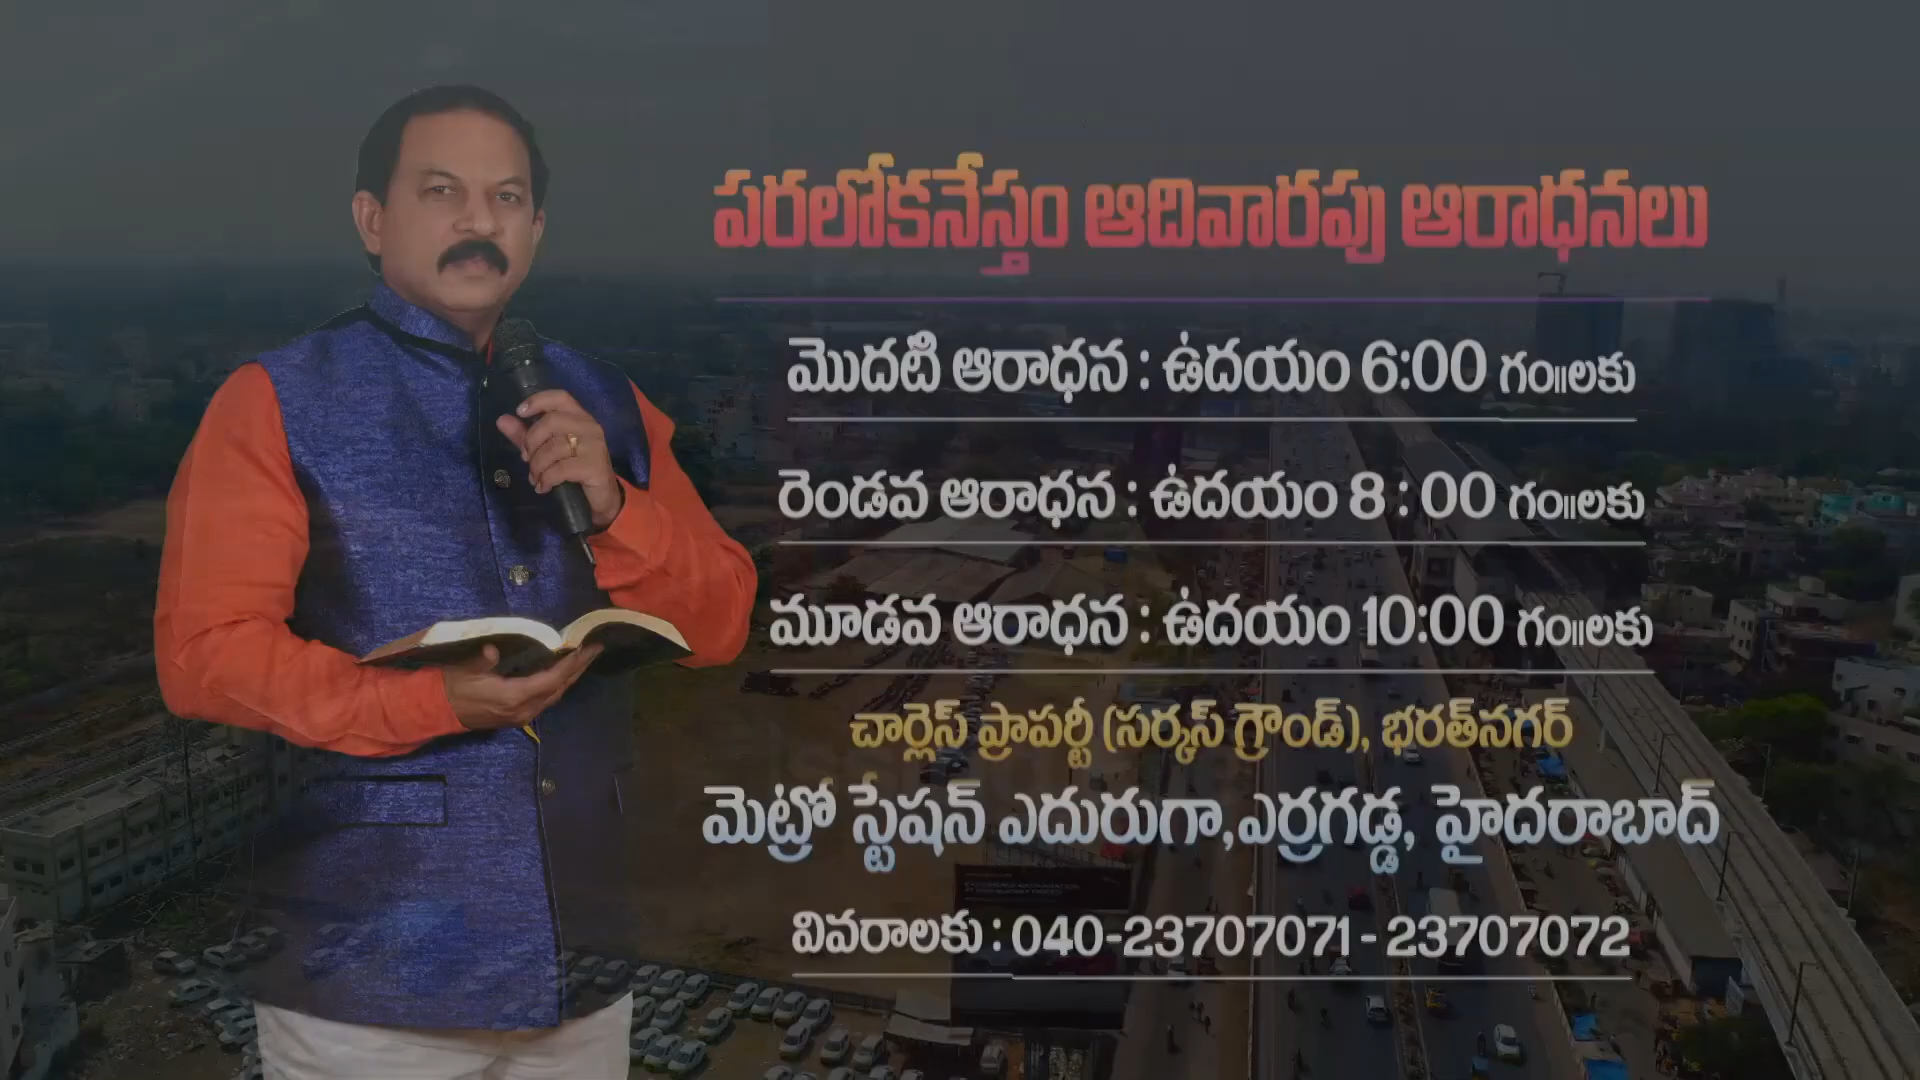 పరలోకనేస్తం ఆదివారపు ఆరాధనలు
మొదటి ఆరాధన : ఉదయం 6:00 గం॥లకు
రెండవ ఆరాధన : ఉదయం 8 : 00 గం॥లకు
మూడవ ఆరాధన : ఉదయం 10:00 గం॥లకు
చార్లెస్ ప్రాపర్టీ (సర్కస్ గ్రౌండ్), భరత్‌నగర్
మెట్రో స్టేషన్ ఎదురుగా,ఎర్రగడ్డ, హైదరాబాద్
వివరాలకు : 040-23707071 - 23707072